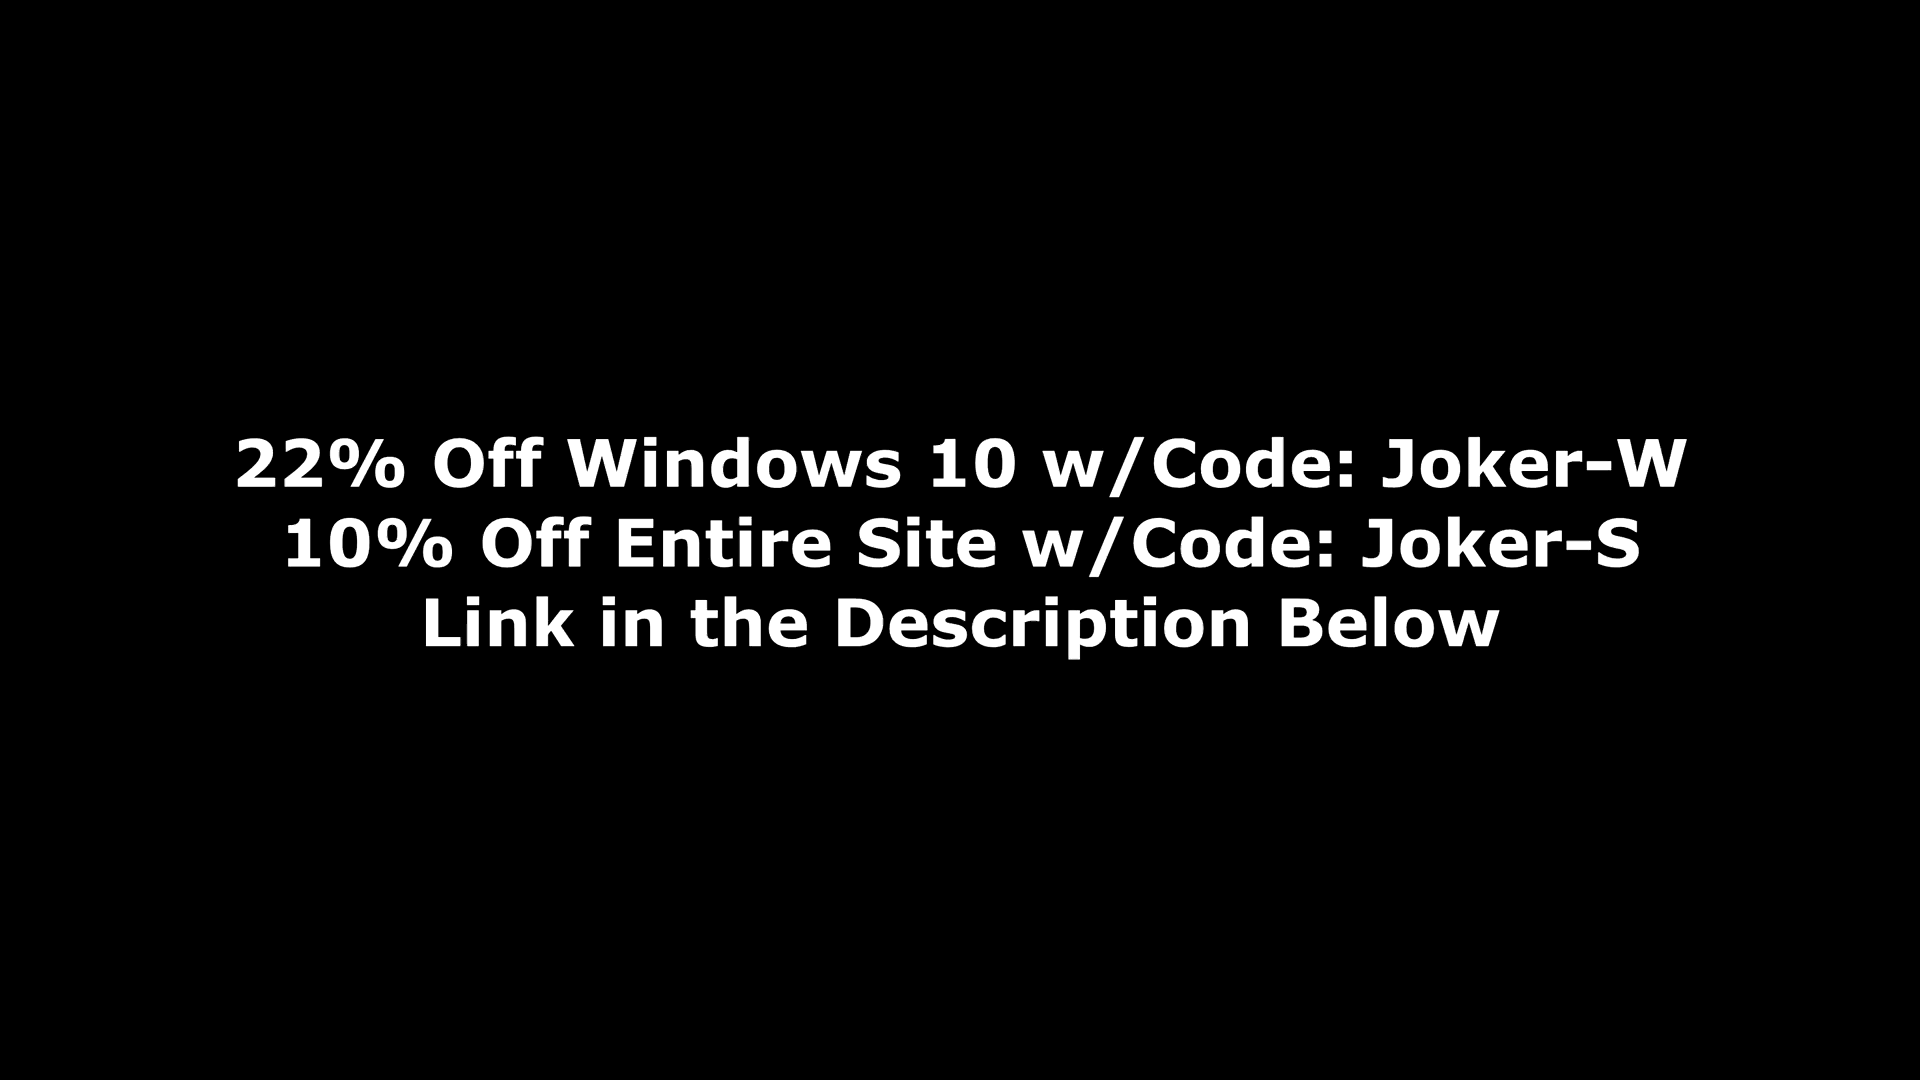 22% Off Windows 10 w/Code: Joker-W
10% Off Entire Site w/Code: Joker-S
Link in the Description Below